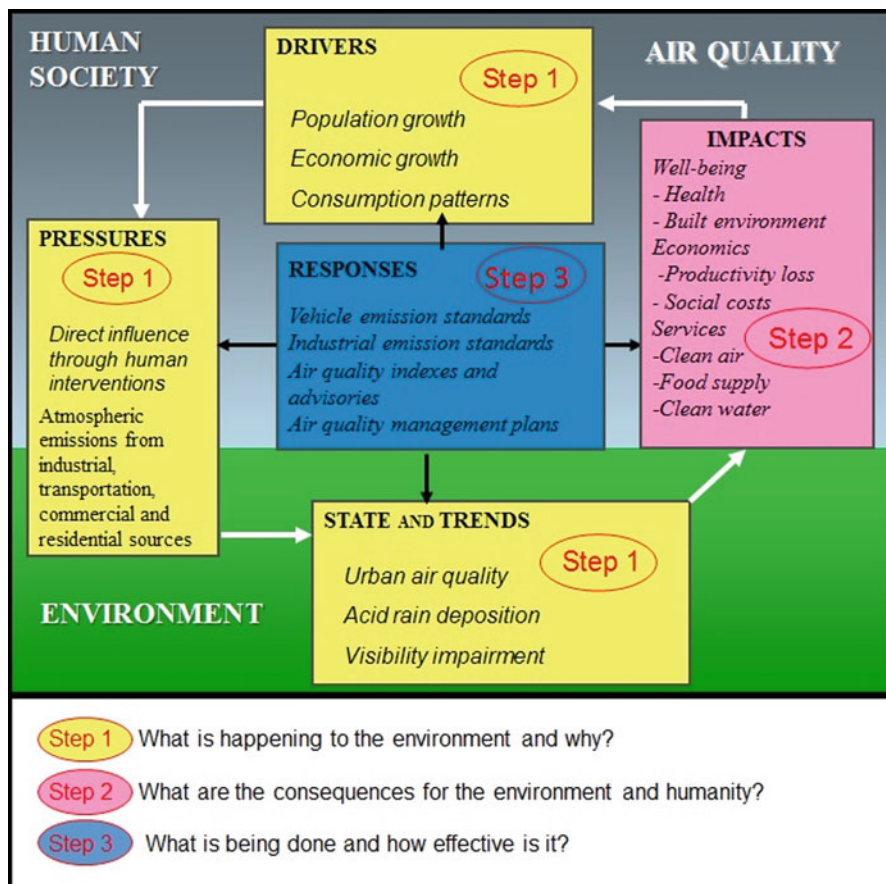 HUMAN
SOCIETY
AIR QUALITY
DRIVERS
Step 1
Population growth
Economic growth
Consumption patterns
PRESSURES
Step 1
Direct influence
through human
interventions
Atmospheric
emissions from
industrial,
transportation,
commercial and
residential sources
RESPONSES
Step 3
Vehicle emission standards
Industrial emission standards
Air quality indexes and
advisories
Air quality management plans
IMPACTS
Well-being
- Health
- Built environment
Economics
-Productivity loss
- Social costs
Services
Step 2
-Clean air
-Food supply
-Clean water
STATE AND TRENDS
Step 1
Urban air quality
Acid rain deposition
Visibility impairment
ENVIRONMENT
Step 1 What is happening to the environment and why?
Step 2 What are the consequences for the environment and humanity?
Step 3 What is being done and how effective is it?